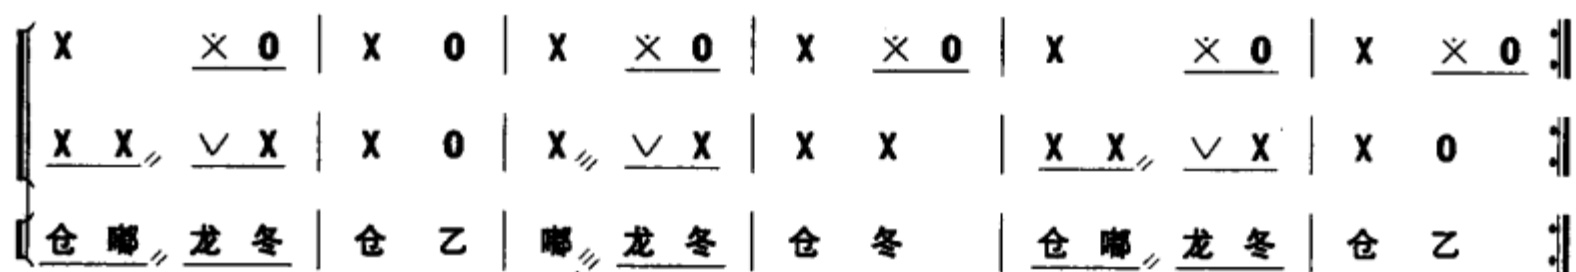 X ẋ 0 | X 0 | X ẋ 0 | X ẋ 0 | X ẋ 0 | X ẋ 0
X X ∨ X | X 0 | X ∨ X | X X | X X ∨ X | X 0
仓 嘟 龙 冬 | 仓 乙 | 嘟 龙 冬 | 仓 冬 | 仓 嘟 龙 冬 | 仓 乙